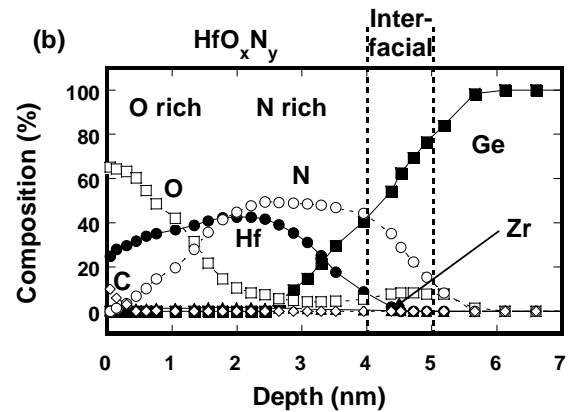 (b)
HfOxNy
Inter-
facial
Composition (%)
100
80
60
40
20
0
O rich
N rich
O
N
Hf
C
Ge
Zr
0 1 2 3 4 5 6 7
Depth (nm)